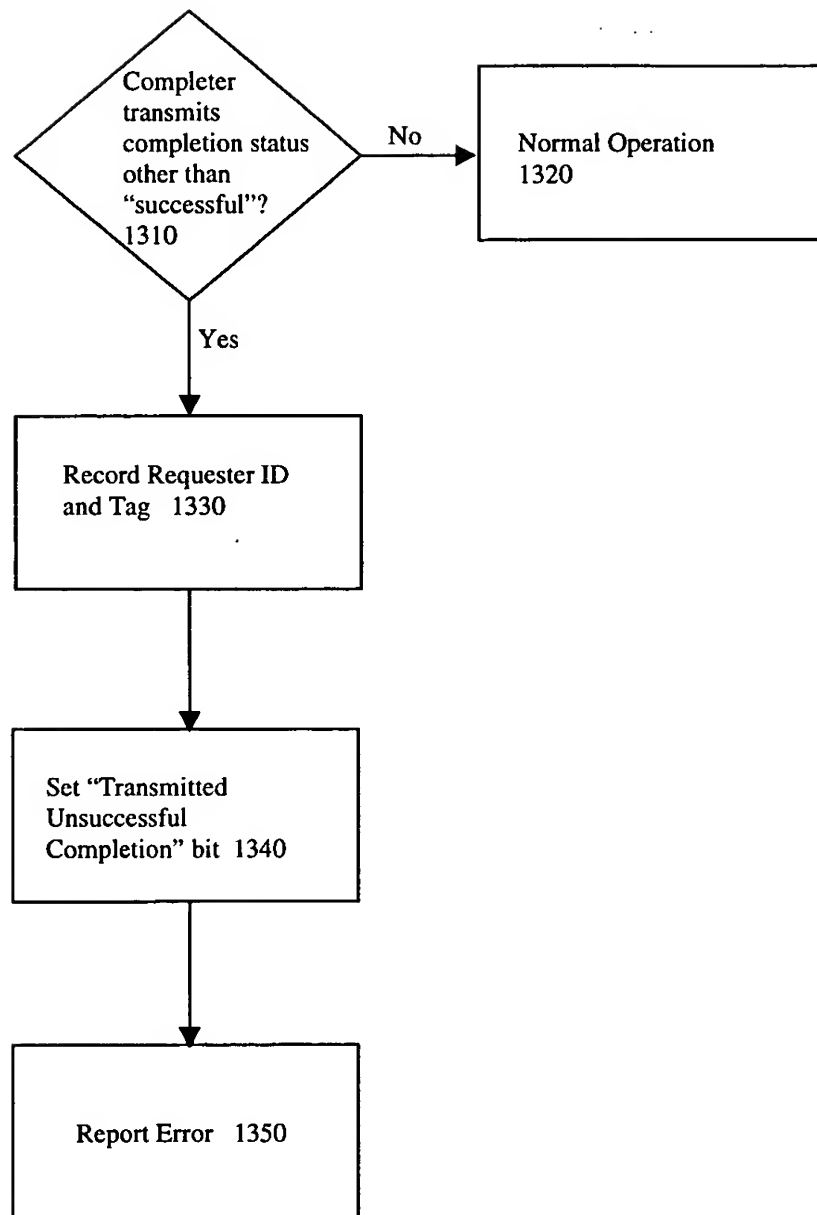 Completer
transmits
completion status
other than
“successful”?
1310
No
Normal Operation
1320
Yes
Record Requester ID
and Tag 1330
Set “Transmitted
Unsuccessful
Completion” bit 1340
Report Error 1350